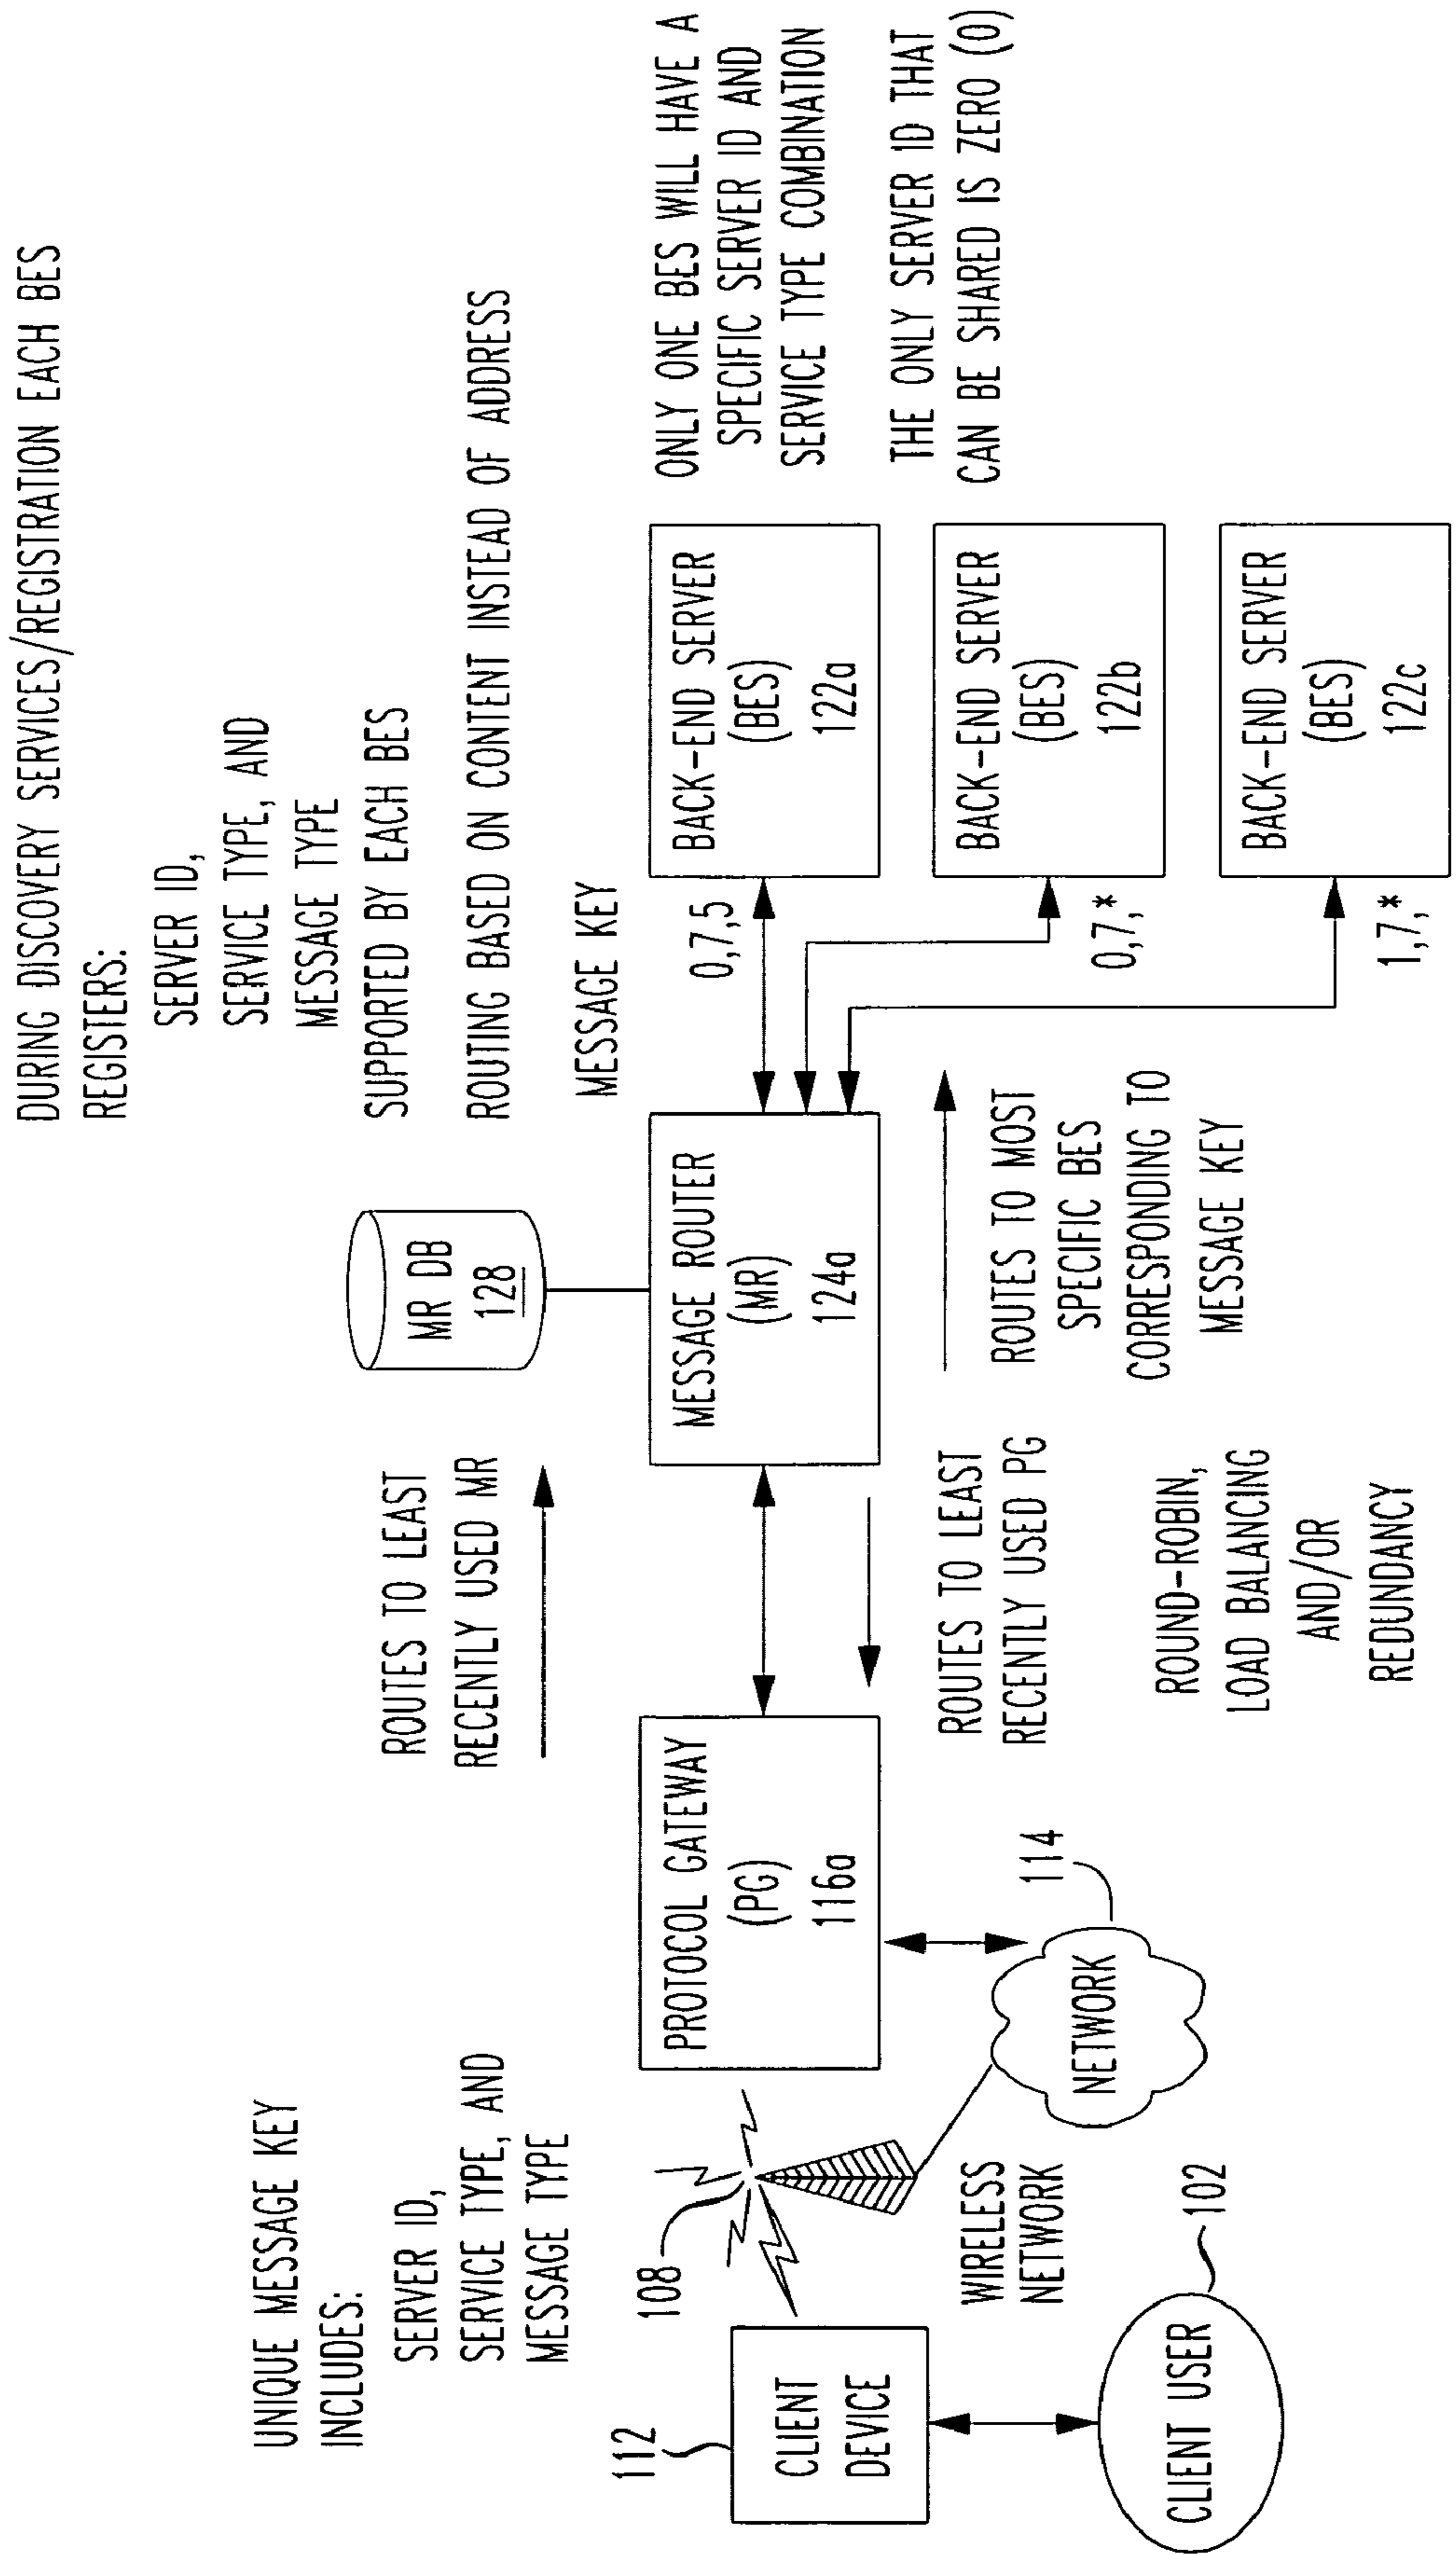 DURING DISCOVERY SERVICES/REGISTRATION EACH BES
REGISTERS:
SERVER ID,
SERVICE TYPE, AND
MESSAGE TYPE
SUPPORTED BY EACH BES
ROUTING BASED ON CONTENT INSTEAD OF ADDRESS
UNIQUE MESSAGE KEY
INCLUDES:
SERVER ID,
SERVICE TYPE, AND
MESSAGE TYPE
112
CLIENT
DEVICE
CLIENT USER
102
108
WIRELESS
NETWORK
NETWORK
114
PROTOCOL GATEWAY
(PG)
116a
ROUTES TO LEAST
RECENTLY USED MR
ROUTES TO LEAST
RECENTLY USED PG
ROUND-ROBIN,
LOAD BALANCING
AND/OR
REDUNDANCY
MR DB
128
MESSAGE ROUTER
(MR)
124a
ROUTES TO MOST
SPECIFIC BES
CORRESPONDING TO
MESSAGE KEY
MESSAGE KEY
0,7,5
0,7,*
1,7,*
BACK-END SERVER
(BES)
122a
BACK-END SERVER
(BES)
122b
BACK-END SERVER
(BES)
122c
ONLY ONE BES WILL HAVE A
SPECIFIC SERVER ID AND
SERVICE TYPE COMBINATION
THE ONLY SERVER ID THAT
CAN BE SHARED IS ZERO (0)